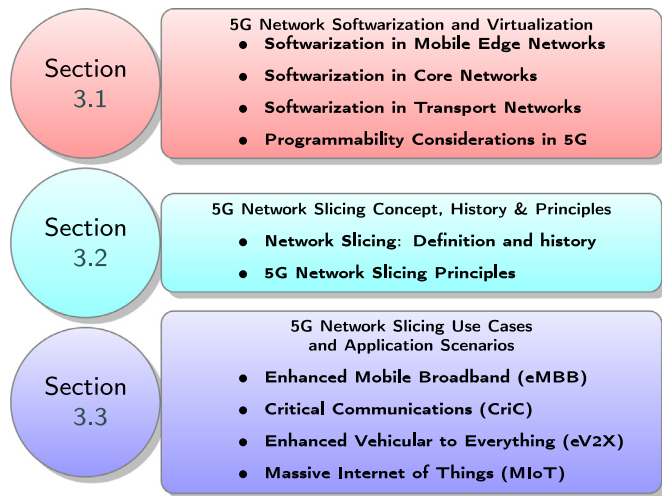 Section
3.1
5G Network Softwarization and Virtualization
• Softwarization in Mobile Edge Networks
• Softwarization in Core Networks
• Softwarization in Transport Networks
• Programmability Considerations in 5G
Section
3.2
5G Network Slicing Concept, History & Principles
• Network Slicing: Definition and history
• 5G Network Slicing Principles
Section
3.3
5G Network Slicing Use Cases
and Application Scenarios
• Enhanced Mobile Broadband (eMBB)
• Critical Communications (CriC)
• Enhanced Vehicular to Everything (eV2X)
• Massive Internet of Things (MIoT)